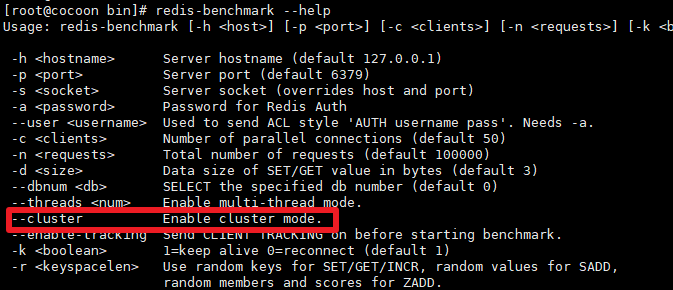 [root@cocoon bin]# redis-benchmark --help
Usage: redis-benchmark [-h <host>] [-p <port>] [-c <clients>] [-n <requests>] [-k <b
-h <hostname> Server hostname (default 127.0.0.1)
-p <port> Server port (default 6379)
-s <socket> Server socket (overrides host and port)
-a <password> Password for Redis Auth
--user <username> Used to send ACL style 'AUTH username pass'. Needs -a.
-c <clients> Number of parallel connections (default 50)
-n <requests> Total number of requests (default 100000)
-d <size> Data size of SET/GET value in bytes (default 3)
--dbnum <db> SELECT the specified db number (default 0)
--threads <num> Enable multi-thread mode.
--cluster Enable cluster mode.
--enable-tracking Send CLIENT TRACKING on before starting benchmark.
-k <boolean> 1=keep alive 0=reconnect (default 1)
-r <keyspacelen> Use random keys for SET/GET/INCR, random values for SADD,
random members and scores for ZADD.